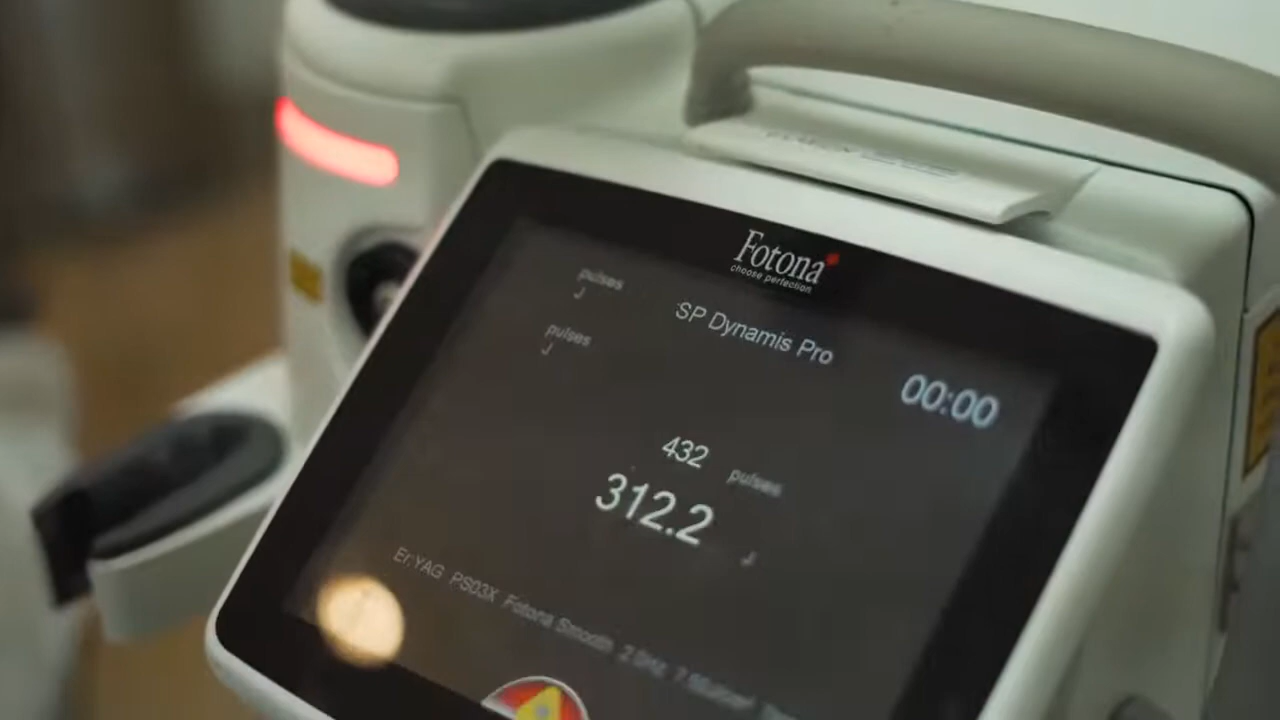 Fotona
choose perfection
SP Dynamis Pro
pulses
J
pulses
J
00:00
432 pulses
312.2 J
Er:YAG PS03X Fotona Smooth